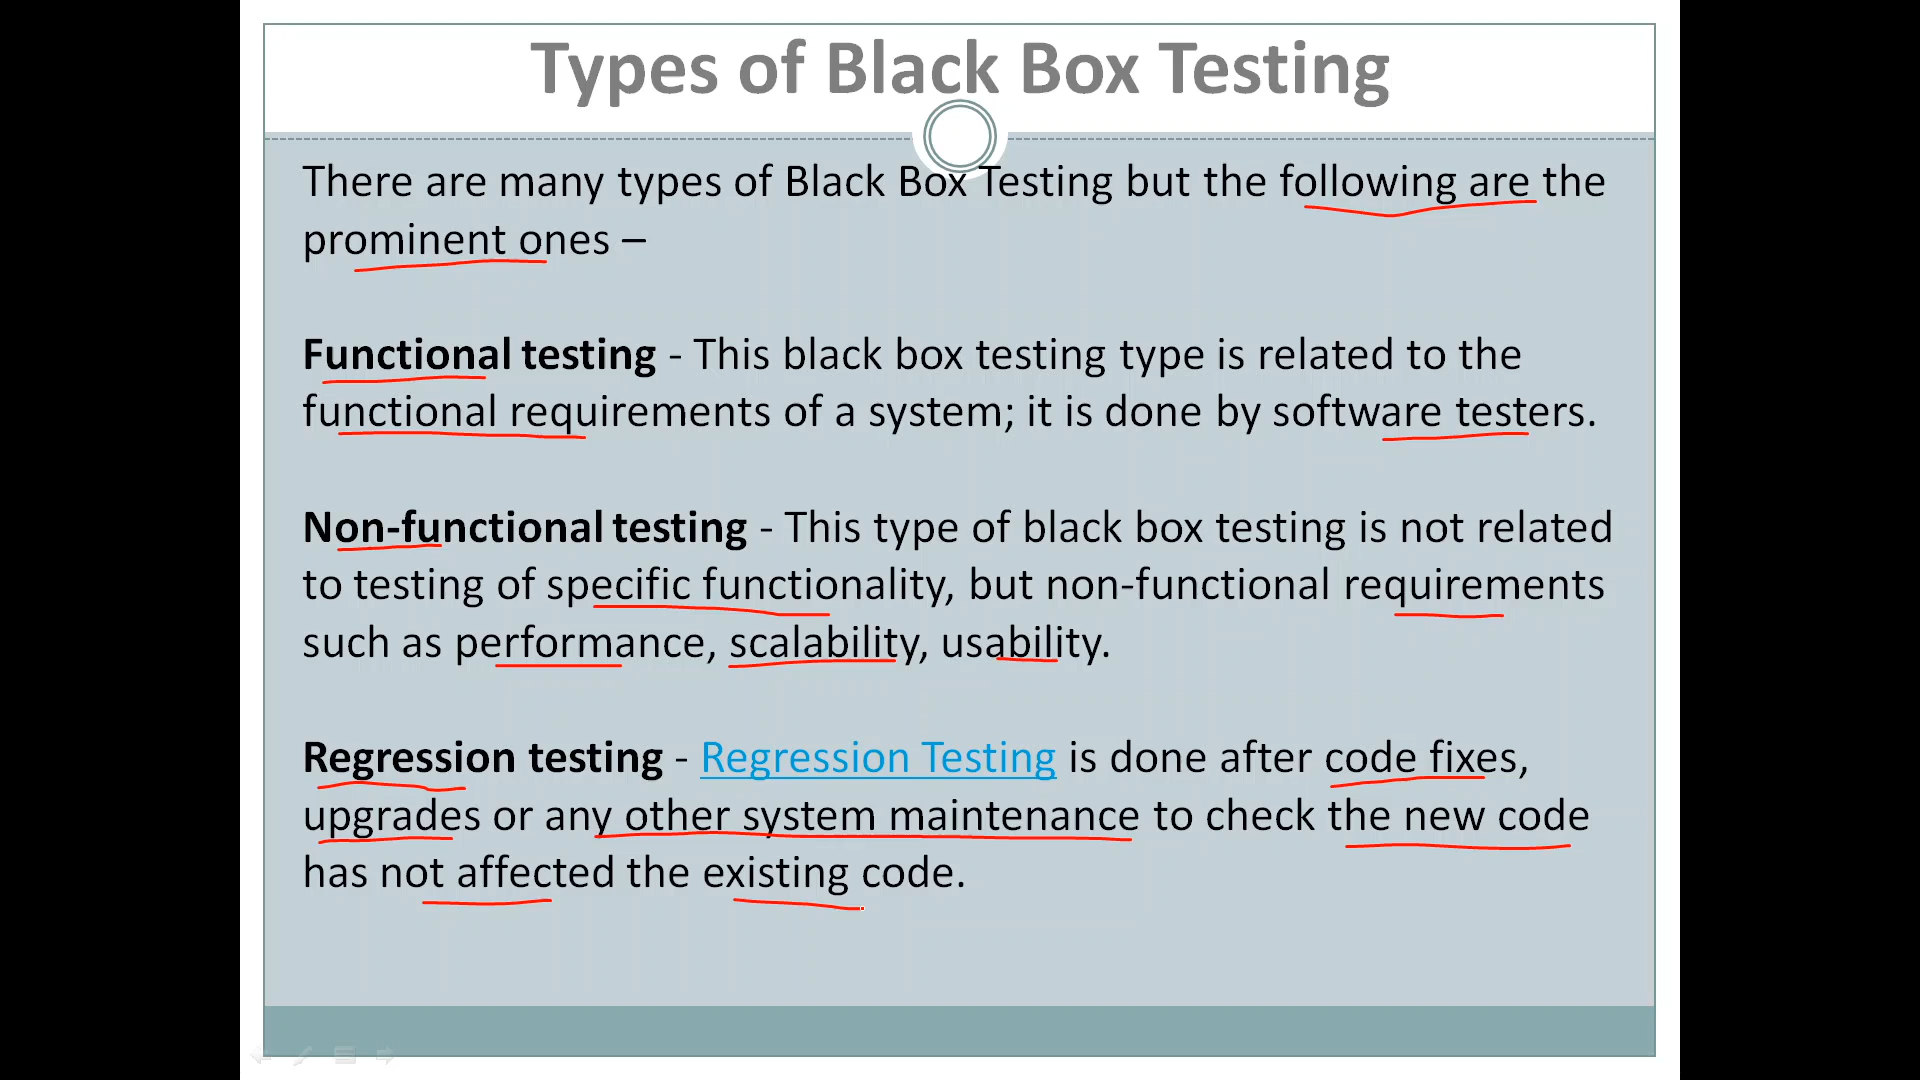 Types of Black Box Testing
There are many types of Black Box Testing but the following are the
prominent ones –
Functional testing - This black box testing type is related to the
functional requirements of a system; it is done by software testers.
Non-functional testing - This type of black box testing is not related
to testing of specific functionality, but non-functional requirements
such as performance, scalability, usability.
Regression testing - Regression Testing is done after code fixes,
upgrades or any other system maintenance to check the new code
has not affected the existing code.